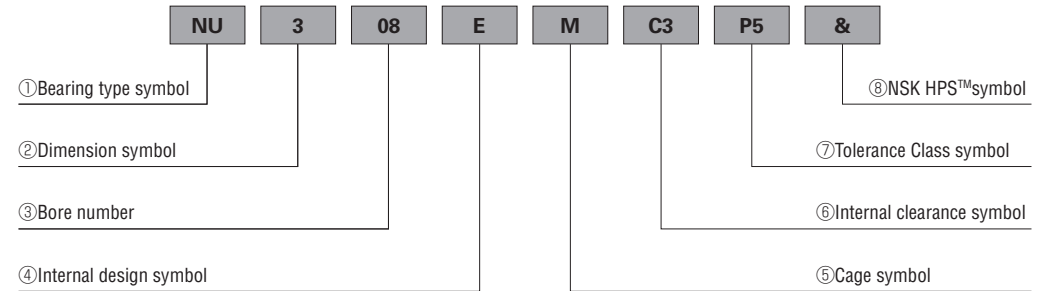 NU 3 08 E M C3 P5 &
①Bearing type symbol ⑧NSK HPS™symbol
②Dimension symbol ⑦Tolerance Class symbol
③Bore number ⑥Internal clearance symbol
④Internal design symbol ⑤Cage symbol